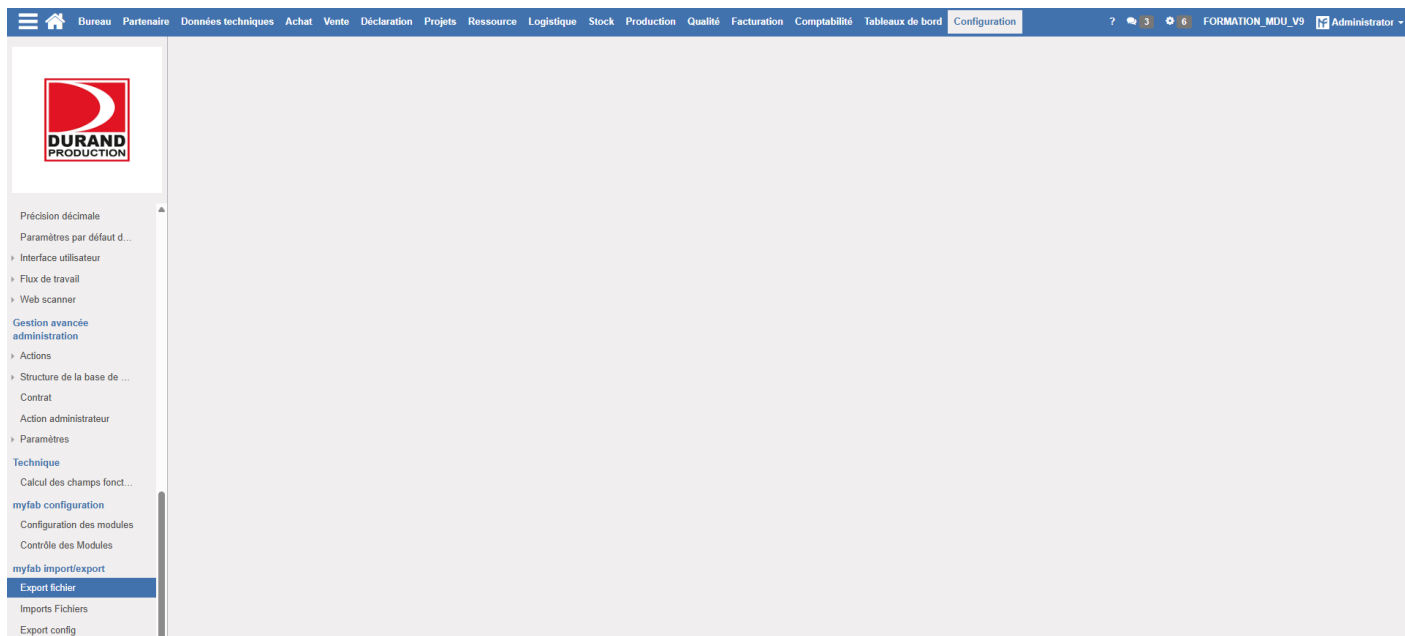 Bureau Partenaire Données techniques Achat Vente Déclaration Projets Ressource Logistique Stock Production Qualité Facturation Comptabilité Tableaux de bord Configuration ? 3 6 FORMATION_MDU_V9 Administrator
DURAND
PRODUCTION
Précision décimale
Paramètres par défaut d...
Interface utilisateur
Flux de travail
Web scanner
Gestion avancée
administration
Actions
Structure de la base de ...
Contrat
Action administrateur
Paramètres
Technique
Calcul des champs fonct...
myfab configuration
Configuration des modules
Contrôle des Modules
myfab import/export
Export fichier
Imports Fichiers
Export config